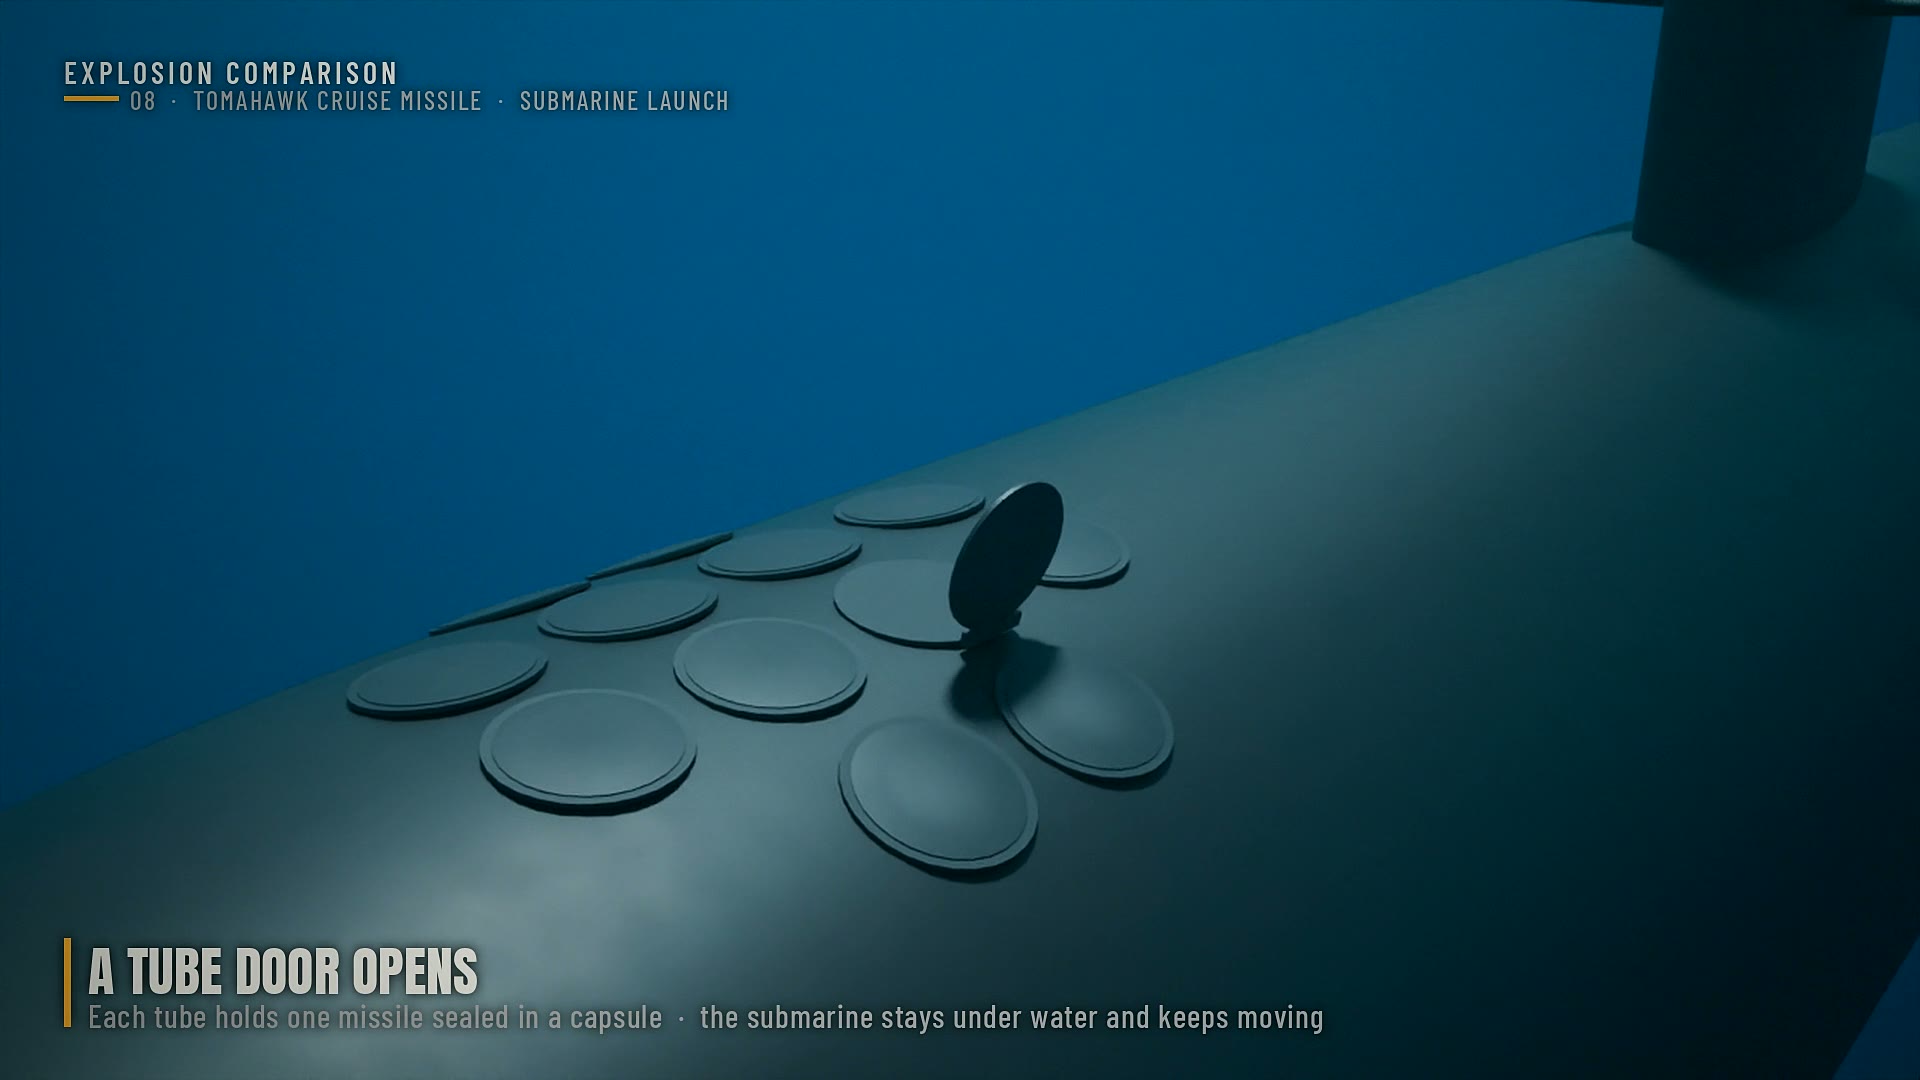 EXPLOSION COMPARISON
08 · TOMAHAWK CRUISE MISSILE · SUBMARINE LAUNCH
A TUBE DOOR OPENS
Each tube holds one missile sealed in a capsule · the submarine stays under water and keeps moving